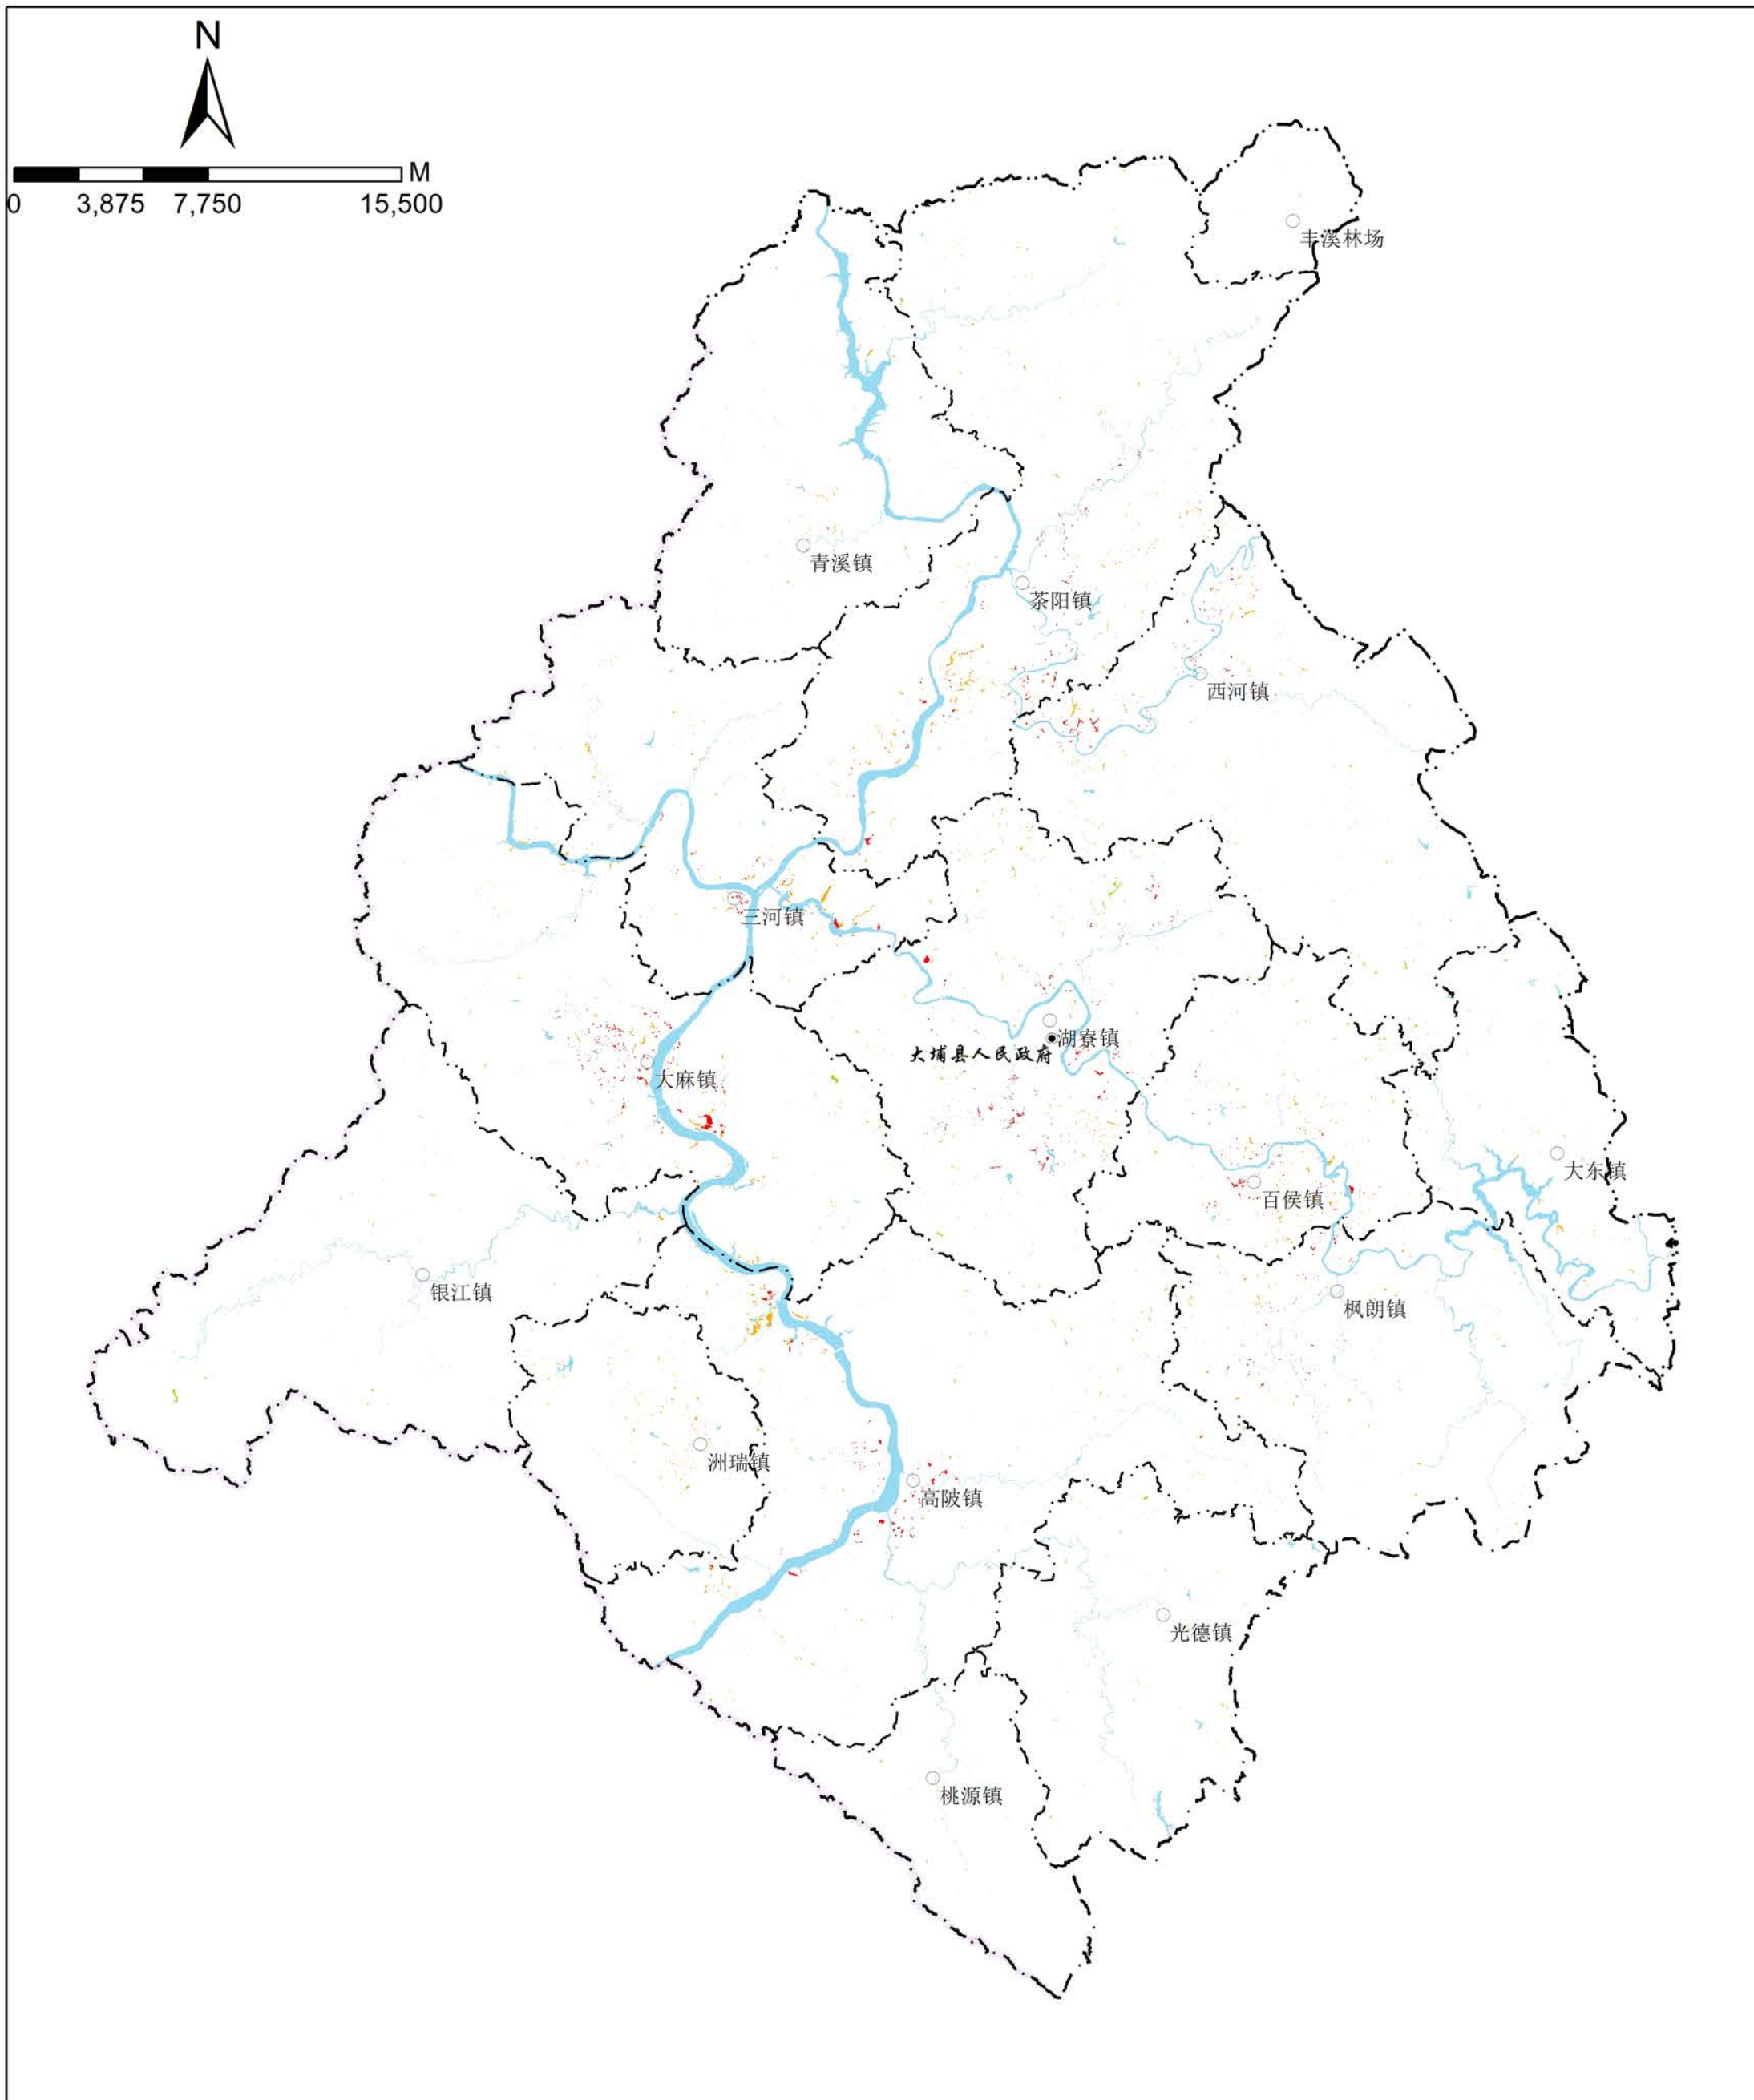 N
M
0 3,875 7,750 15,500
丰溪林场
青溪镇
茶阳镇
西河镇
三河镇
湖寮镇
大埔县人民政府
大麻镇
大东镇
百侯镇
银江镇
枫朗镇
洲瑞镇
高陂镇
光德镇
桃源镇